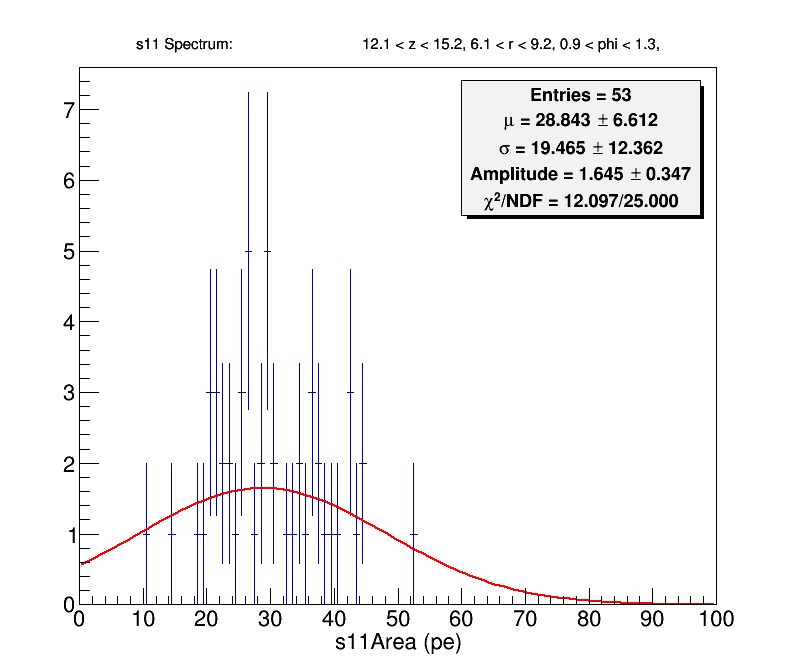 s11 Spectrum: 12.1 < z < 15.2, 6.1 < r < 9.2, 0.9 < phi < 1.3,
Entries = 53
μ = 28.843 ± 6.612
σ = 19.465 ± 12.362
Amplitude = 1.645 ± 0.347
χ²/NDF = 12.097/25.000
7
6
5
4
3
2
1
0
0 10 20 30 40 50 60 70 80 90 100
s11Area (pe)